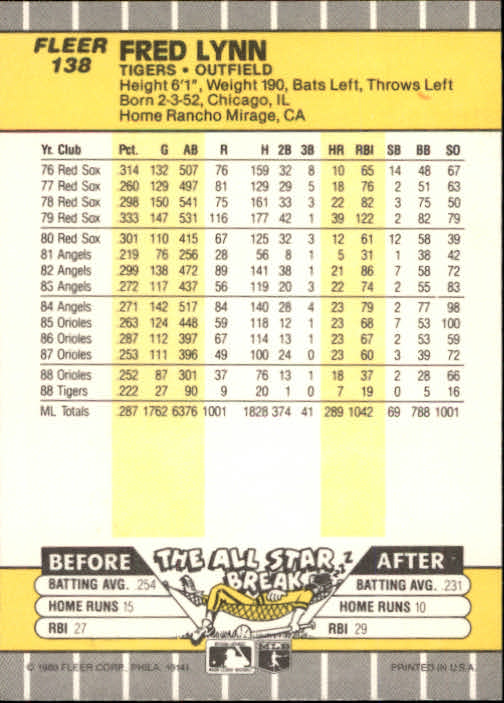 FLEER
138
FRED LYNN
TIGERS • OUTFIELD
Height 6'1", Weight 190, Bats Left, Throws Left
Born 2-3-52, Chicago, IL
Home Rancho Mirage, CA
Yr. Club Pct. G AB R H 2B 3B HR RBI SB BB SO
76 Red Sox .314 132 507 76 159 32 8 10 65 14 48 67
77 Red Sox .260 129 497 81 129 29 5 18 76 2 51 63
78 Red Sox .298 150 541 75 161 33 3 22 82 3 75 50
79 Red Sox .333 147 531 116 177 42 1 39 122 2 82 79
80 Red Sox .301 110 415 67 125 32 3 12 61 12 58 39
81 Angels .219 76 256 28 56 8 1 5 31 1 38 42
82 Angels .299 138 472 89 141 38 1 21 86 7 58 72
83 Angels .272 117 437 56 119 20 3 22 74 2 55 83
84 Angels .271 142 517 84 140 28 4 23 79 2 77 98
85 Orioles .263 124 448 59 118 12 1 23 68 7 53 100
86 Orioles .287 112 397 67 114 13 1 23 67 2 53 59
87 Orioles .253 111 396 49 100 24 0 23 60 3 39 72
88 Orioles .252 87 301 37 76 13 1 18 37 2 28 66
88 Tigers .222 27 90 9 20 1 0 7 19 0 5 16
ML Totals .287 1762 6376 1001 1828 374 41 289 1042 69 788 1001
BEFORE THE ALL STAR BREAK AFTER
BATTING AVG. .254 BATTING AVG. .231
HOME RUNS 15 HOME RUNS 10
RBI 27 RBI 29
© 1989 FLEER CORP., PHILA. 19141 PRINTED IN U.S.A.